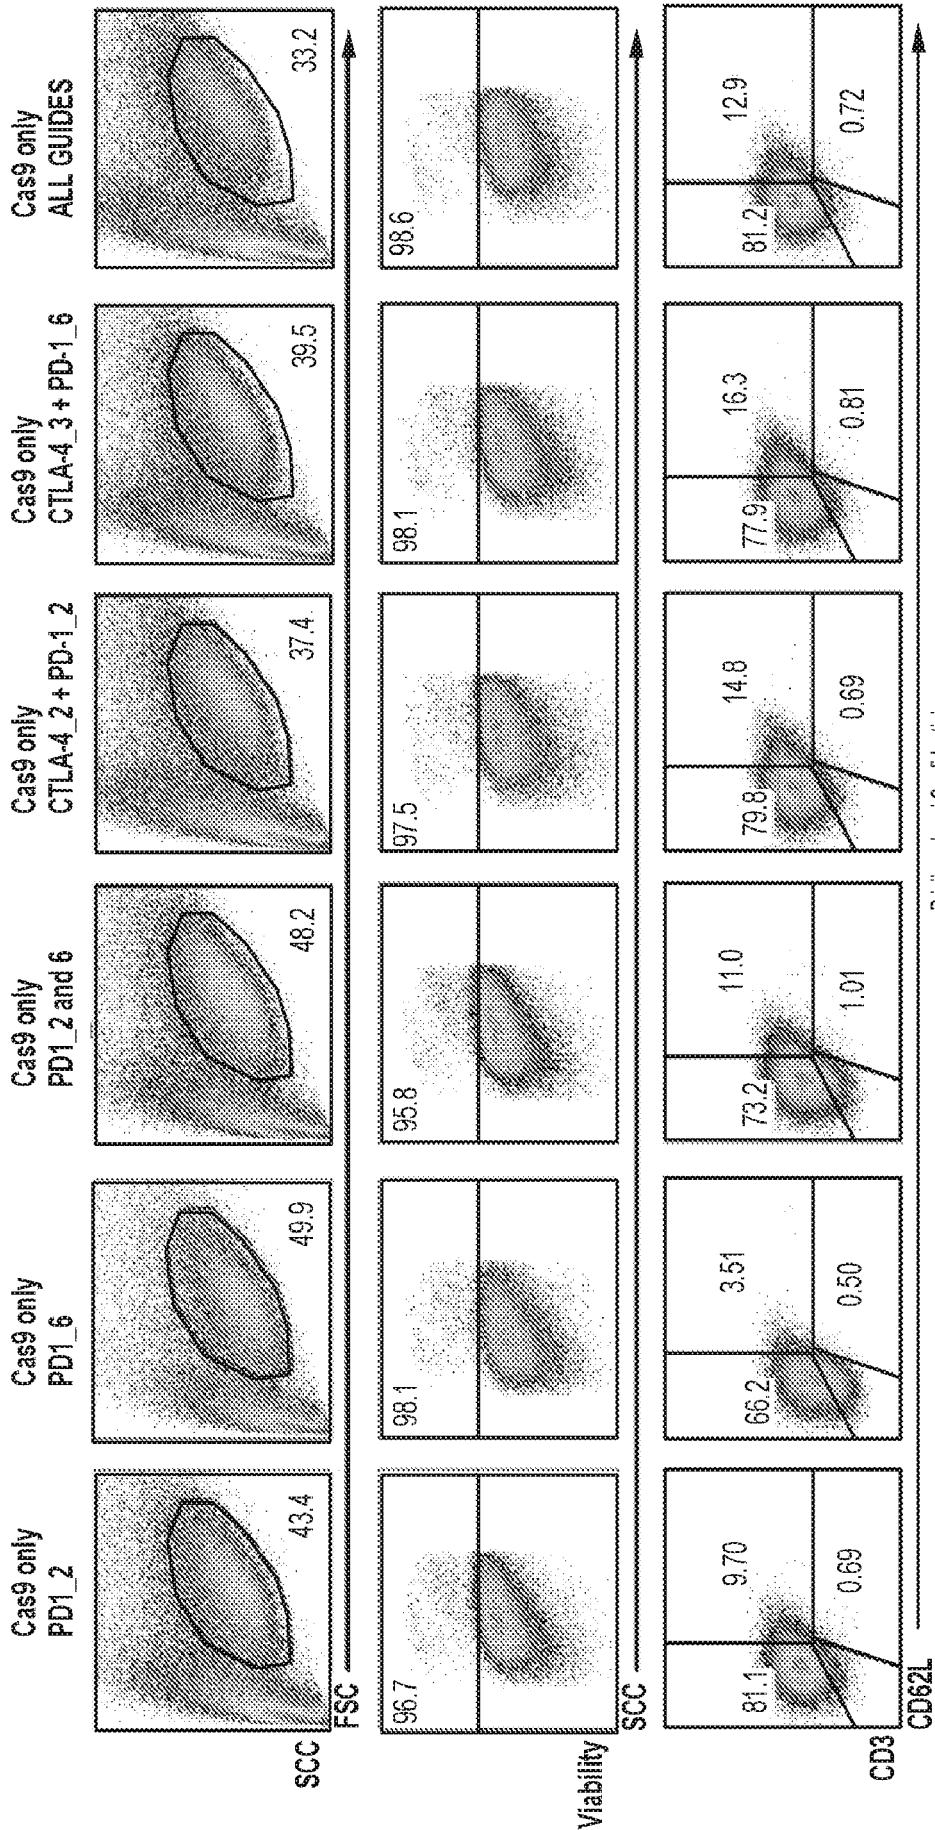 Cas9 only
PD1_2
Cas9 only
PD1_6
Cas9 only
PD1_2 and 6
Cas9 only
CTLA-4_2 + PD-1_2
Cas9 only
CTLA-4_3 + PD-1_6
Cas9 only
ALL GUIDES
SCC
43.4
49.9
48.2
37.4
39.5
33.2
FSC
Viability
96.7
98.1
95.8
97.5
98.1
98.6
SCC
CD3
81.1 9.70
0.69
66.2 3.51
0.50
73.2 11.0
1.01
79.8 14.8
0.69
77.9 16.3
0.81
81.2 12.9
0.72
CD62L